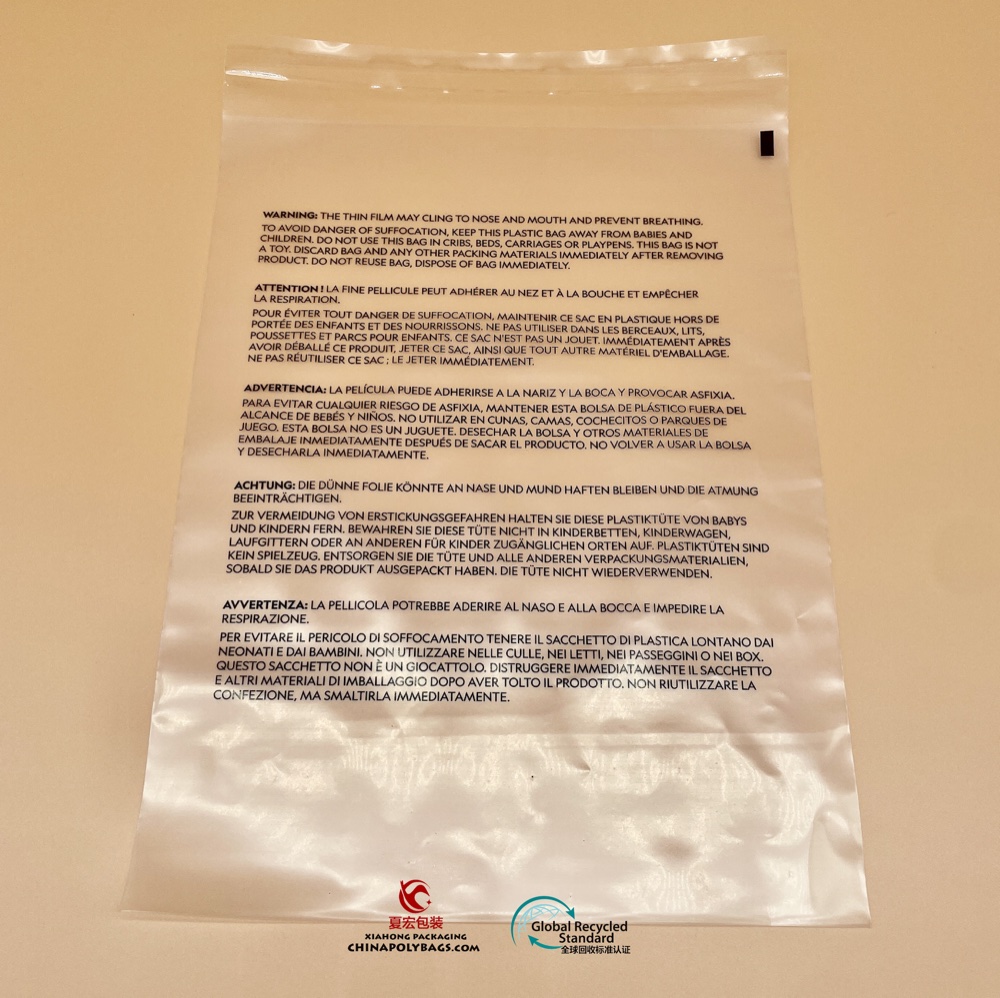 WARNING: THE THIN FILM MAY CLING TO NOSE AND MOUTH AND PREVENT BREATHING.
TO AVOID DANGER OF SUFFOCATION, KEEP THIS PLASTIC BAG AWAY FROM BABIES AND
CHILDREN. DO NOT USE THIS BAG IN CRIBS, BEDS, CARRIAGES OR PLAYPENS. THIS BAG IS NOT
A TOY. DISCARD BAG AND ANY OTHER PACKING MATERIALS IMMEDIATELY AFTER REMOVING
PRODUCT. DO NOT REUSE BAG, DISPOSE OF BAG IMMEDIATELY.
ATTENTION ! LA FINE PELLICULE PEUT ADHÉRER AU NEZ ET À LA BOUCHE ET EMPÊCHER
LA RESPIRATION.
POUR ÉVITER TOUT DANGER DE SUFFOCATION, MAINTENIR CE SAC EN PLASTIQUE HORS DE
PORTÉE DES ENFANTS ET DES NOURRISSONS. NE PAS UTILISER DANS LES BERCEAUX, LITS,
POUSSETTES ET PARCS POUR ENFANTS. CE SAC N'EST PAS UN JOUET. IMMÉDIATEMENT APRÈS
AVOIR DÉBALLÉ CE PRODUIT, JETER CE SAC, AINSI QUE TOUT AUTRE MATÉRIEL D'EMBALLAGE.
NE PAS RÉUTILISER CE SAC ; LE JETER IMMÉDIATEMENT.
ADVERTENCIA: LA PELÍCULA PUEDE ADHERIRSE A LA NARIZ Y LA BOCA Y PROVOCAR ASFIXIA.
PARA EVITAR CUALQUIER RIESGO DE ASFIXIA, MANTENER ESTA BOLSA DE PLÁSTICO FUERA DEL
ALCANCE DE BEBÉS Y NIÑOS. NO UTILIZAR EN CUNAS, CAMAS, COCHECITOS O PARQUES DE
JUEGO. ESTA BOLSA NO ES UN JUGUETE. DESECHAR LA BOLSA Y OTROS MATERIALES DE
EMBALAJE INMEDIATAMENTE DESPUÉS DE SACAR EL PRODUCTO. NO VOLVER A USAR LA BOLSA
Y DESECHARLA INMEDIATAMENTE.
ACHTUNG: DIE DÜNNE FOLIE KÖNNTE AN NASE UND MUND HAFTEN BLEIBEN UND DIE ATMUNG
BEEINTRÄCHTIGEN.
ZUR VERMEIDUNG VON ERSTICKUNGSGEFAHREN HALTEN SIE DIESE PLASTIKTÜTE VON BABYS
UND KINDERN FERN. BEWAHREN SIE DIESE TÜTE NICHT IN KINDERBETTEN, KINDERWAGEN,
LAUFGITTERN ODER AN ANDEREN FÜR KINDER ZUGÄNGLICHEN ORTEN AUF. PLASTIKTÜTEN SIND
KEIN SPIELZEUG. ENTSORGEN SIE DIE TÜTE UND ALLE ANDEREN VERPACKUNGSMATERIALIEN,
SOBALD SIE DAS PRODUKT AUSGEPACKT HABEN. DIE TÜTE NICHT WIEDERVERWENDEN.
AVVERTENZA: LA PELLICOLA POTREBBE ADERIRE AL NASO E ALLA BOCCA E IMPEDIRE LA
RESPIRAZIONE.
PER EVITARE IL PERICOLO DI SOFFOCAMENTO TENERE IL SACCHETTO DI PLASTICA LONTANO DAI
NEONATI E DAI BAMBINI. NON UTILIZZARE NELLE CULLE, NEI LETTI, NEI PASSEGGINI O NEI BOX.
QUESTO SACCHETTO NON È UN GIOCATTOLO. DISTRUGGERE IMMEDIATAMENTE IL SACCHETTO
E ALTRI MATERIALI DI IMBALLAGGIO DOPO AVER TOLTO IL PRODOTTO. NON RIUTILIZZARE LA
CONFEZIONE, MA SMALTIRLA IMMEDIATAMENTE.
夏宏包装
XIAHONG PACKAGING
CHINAPOLYBAGS.COM
Global Recycled
Standard
全球回收标准认证